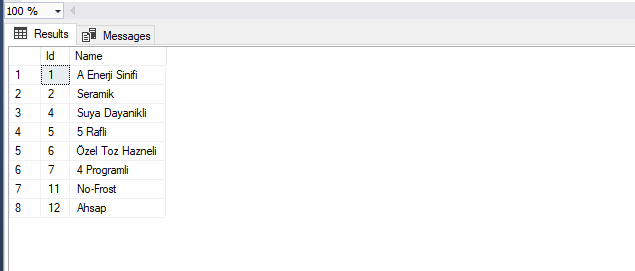 100 %
Results Messages
Id Name
1 1 A Enerji Sinifi
2 2 Seramik
3 4 Suya Dayanikli
4 5 5 Rafli
5 6 Özel Toz Hazneli
6 7 4 Programli
7 11 No-Frost
8 12 Ahsap